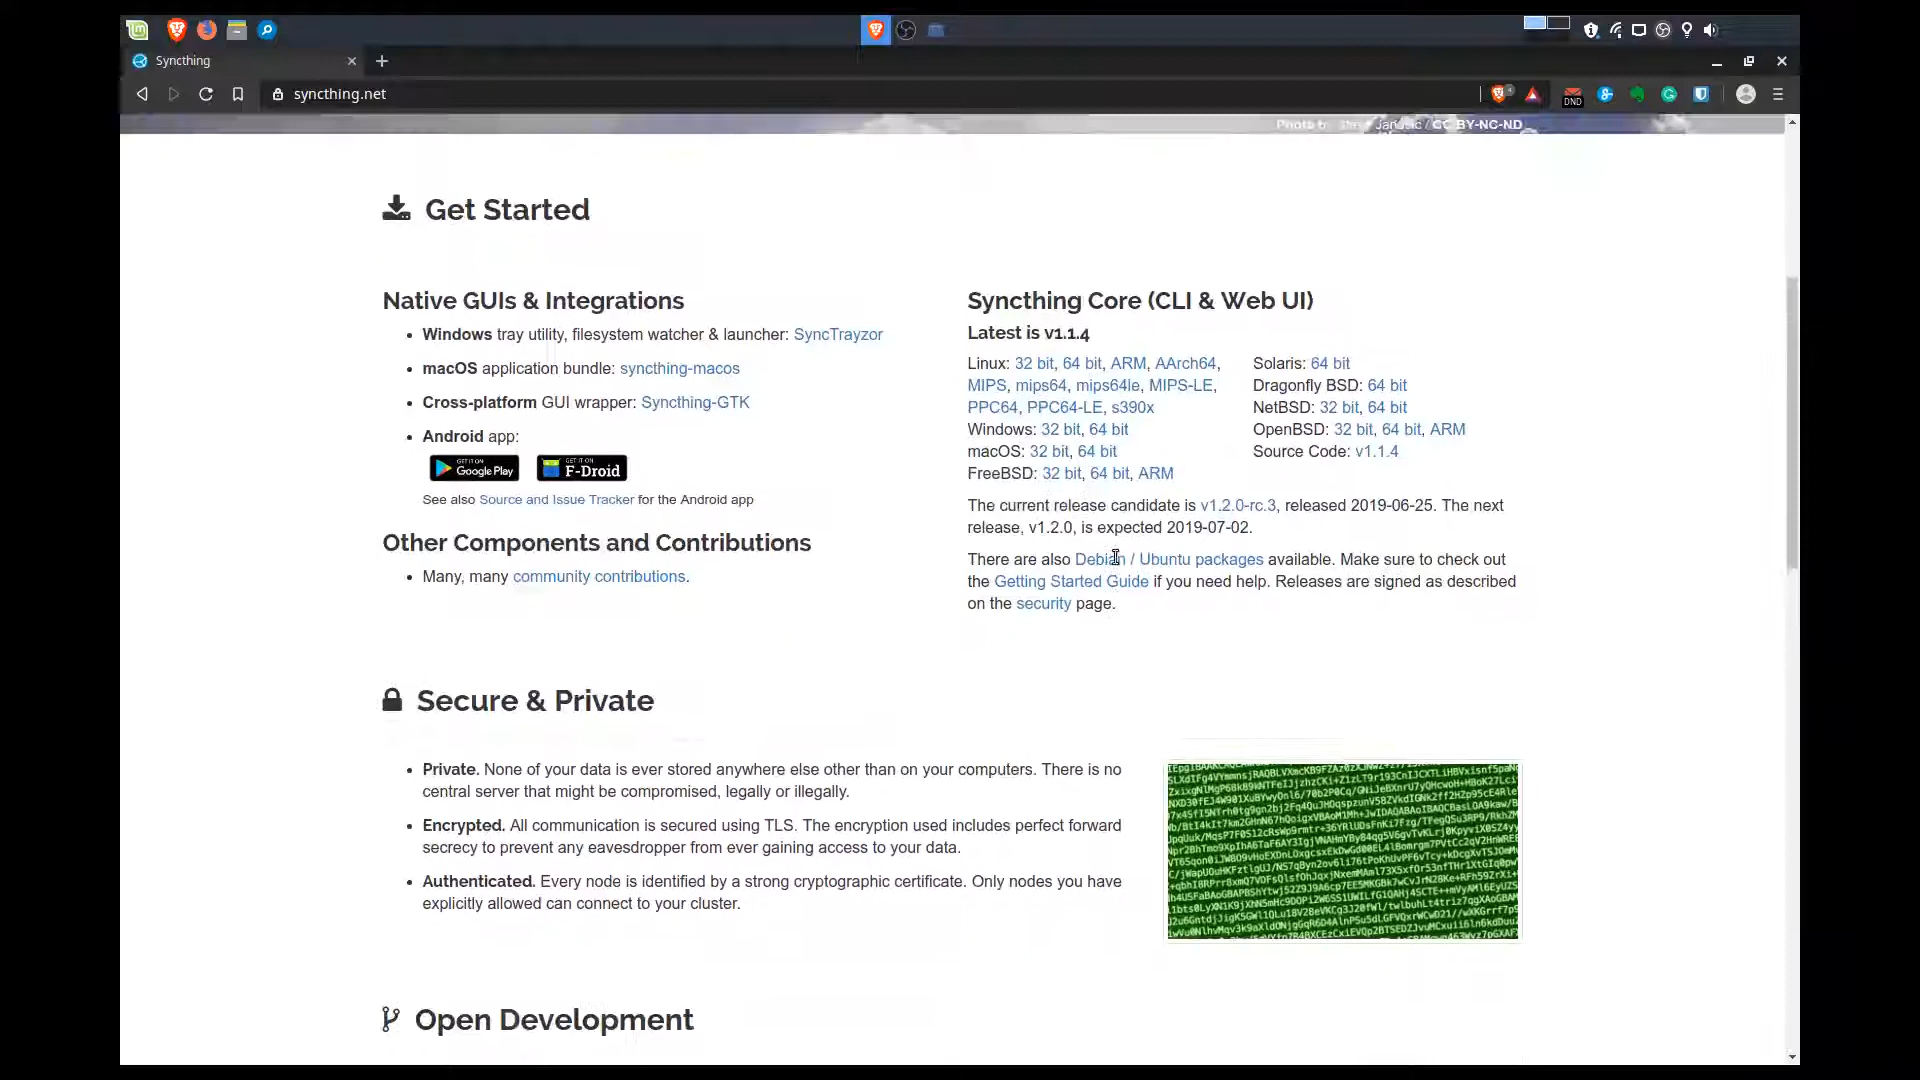 Syncthing
syncthing.net
DND
CC BY-NC-ND
Get Started
Native GUIs & Integrations
Windows tray utility, filesystem watcher & launcher: SyncTrayzor
macOS application bundle: syncthing-macos
Cross-platform GUI wrapper: Syncthing-GTK
Android app:
GET IT ON
Google Play
GET IT ON
F-Droid
See also Source and Issue Tracker for the Android app
Other Components and Contributions
Many, many community contributions.
Syncthing Core (CLI & Web UI)
Latest is v1.1.4
Linux: 32 bit, 64 bit, ARM, AArch64,
MIPS, mips64, mips64le, MIPS-LE,
PPC64, PPC64-LE, s390x
Windows: 32 bit, 64 bit
macOS: 32 bit, 64 bit
FreeBSD: 32 bit, 64 bit, ARM
Solaris: 64 bit
Dragonfly BSD: 64 bit
NetBSD: 32 bit, 64 bit
OpenBSD: 32 bit, 64 bit, ARM
Source Code: v1.1.4
The current release candidate is v1.2.0-rc.3, released 2019-06-25. The next
release, v1.2.0, is expected 2019-07-02.
There are also Debian / Ubuntu packages available. Make sure to check out
the Getting Started Guide if you need help. Releases are signed as described
on the security page.
Secure & Private
Private. None of your data is ever stored anywhere else other than on your computers. There is no
central server that might be compromised, legally or illegally.
Encrypted. All communication is secured using TLS. The encryption used includes perfect forward
secrecy to prevent any eavesdropper from ever gaining access to your data.
Authenticated. Every node is identified by a strong cryptographic certificate. Only nodes you have
explicitly allowed can connect to your cluster.
Open Development